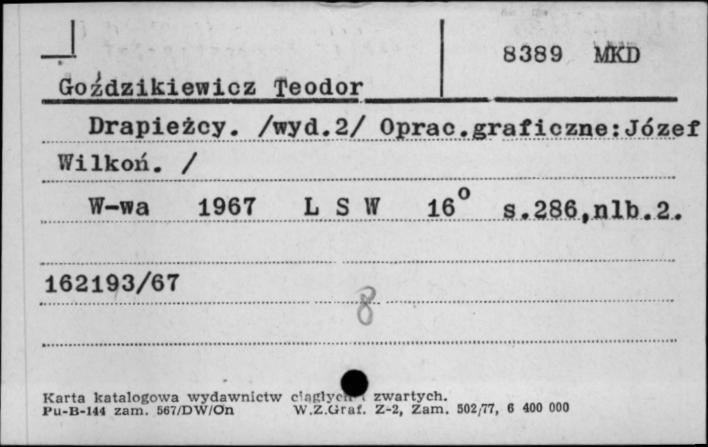 8389 MKD
Goździkiewicz Teodor
Drapieżcy. /wyd.2/ Oprac.graficzne:Józef
Wilkoń. /
W-wa 1967 L S W 16° s.286,nlb.2.
162193/67
8
Karta katalogowa wydawnictw ciągłych i zwartych.
Pu-B-144 zam. 567/DW/On W.Z.Graf. Z-2, Zam. 502/77, 6 400 000